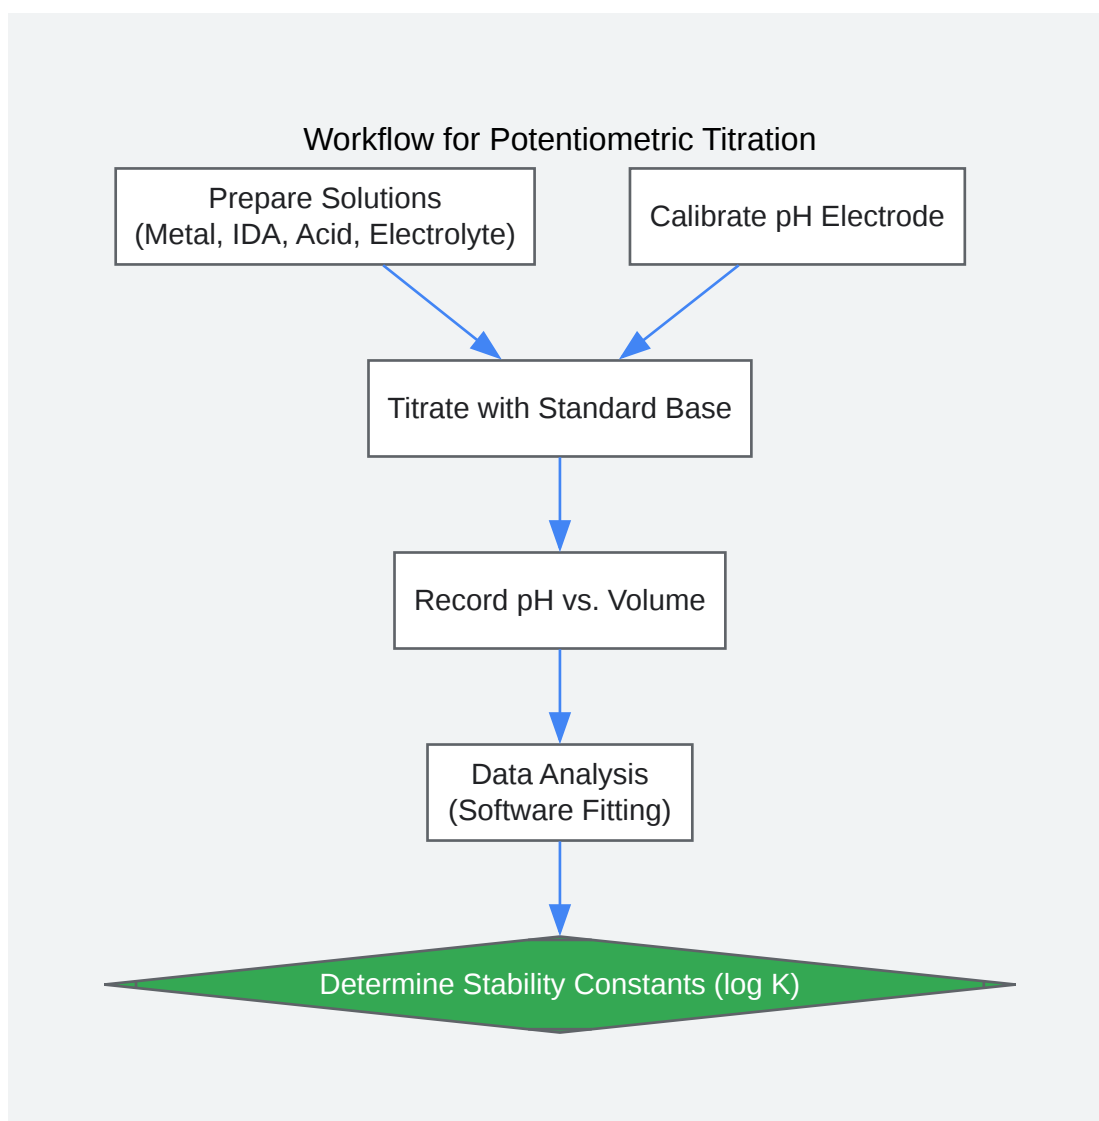 Workflow for Potentiometric Titration
Prepare Solutions
(Metal, IDA, Acid, Electrolyte)
Calibrate pH Electrode
Titrate with Standard Base
Record pH vs. Volume
Data Analysis
(Software Fitting)
Determine Stability Constants (log K)